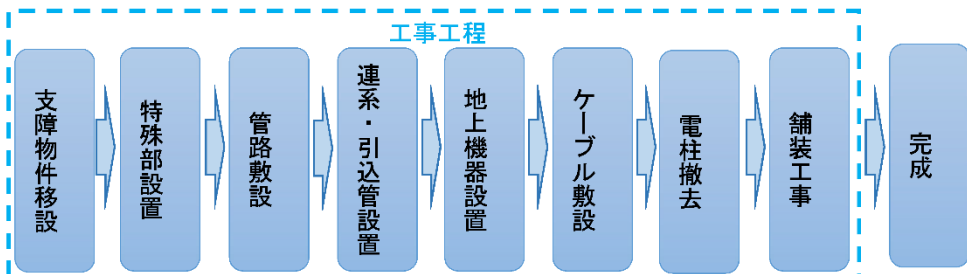 工事工程
支障物件移設
特殊部設置
管路敷設
連系・引込管設置
地上機器設置
ケーブル敷設
電柱撤去
舗装工事
完成